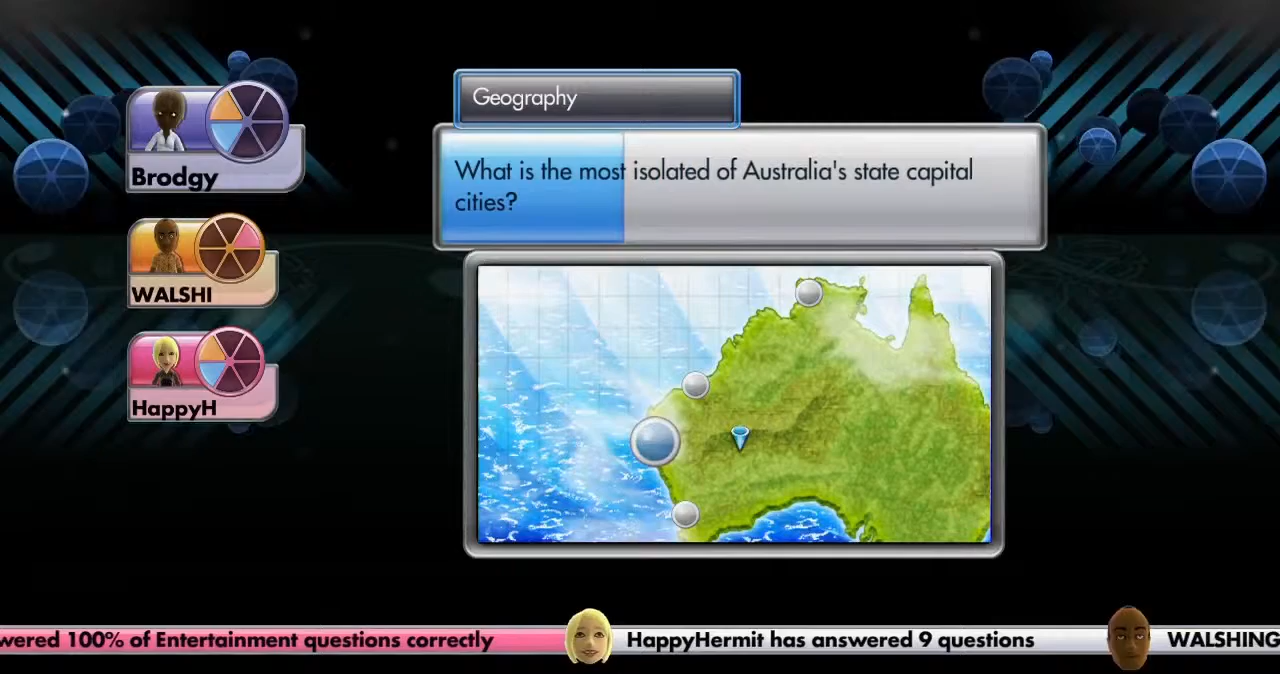 Geography
What is the most isolated of Australia's state capital
cities?
Brodgy
WALSHI
HappyH
wered 100% of Entertainment questions correctly
HappyHermit has answered 9 questions
WALSHING